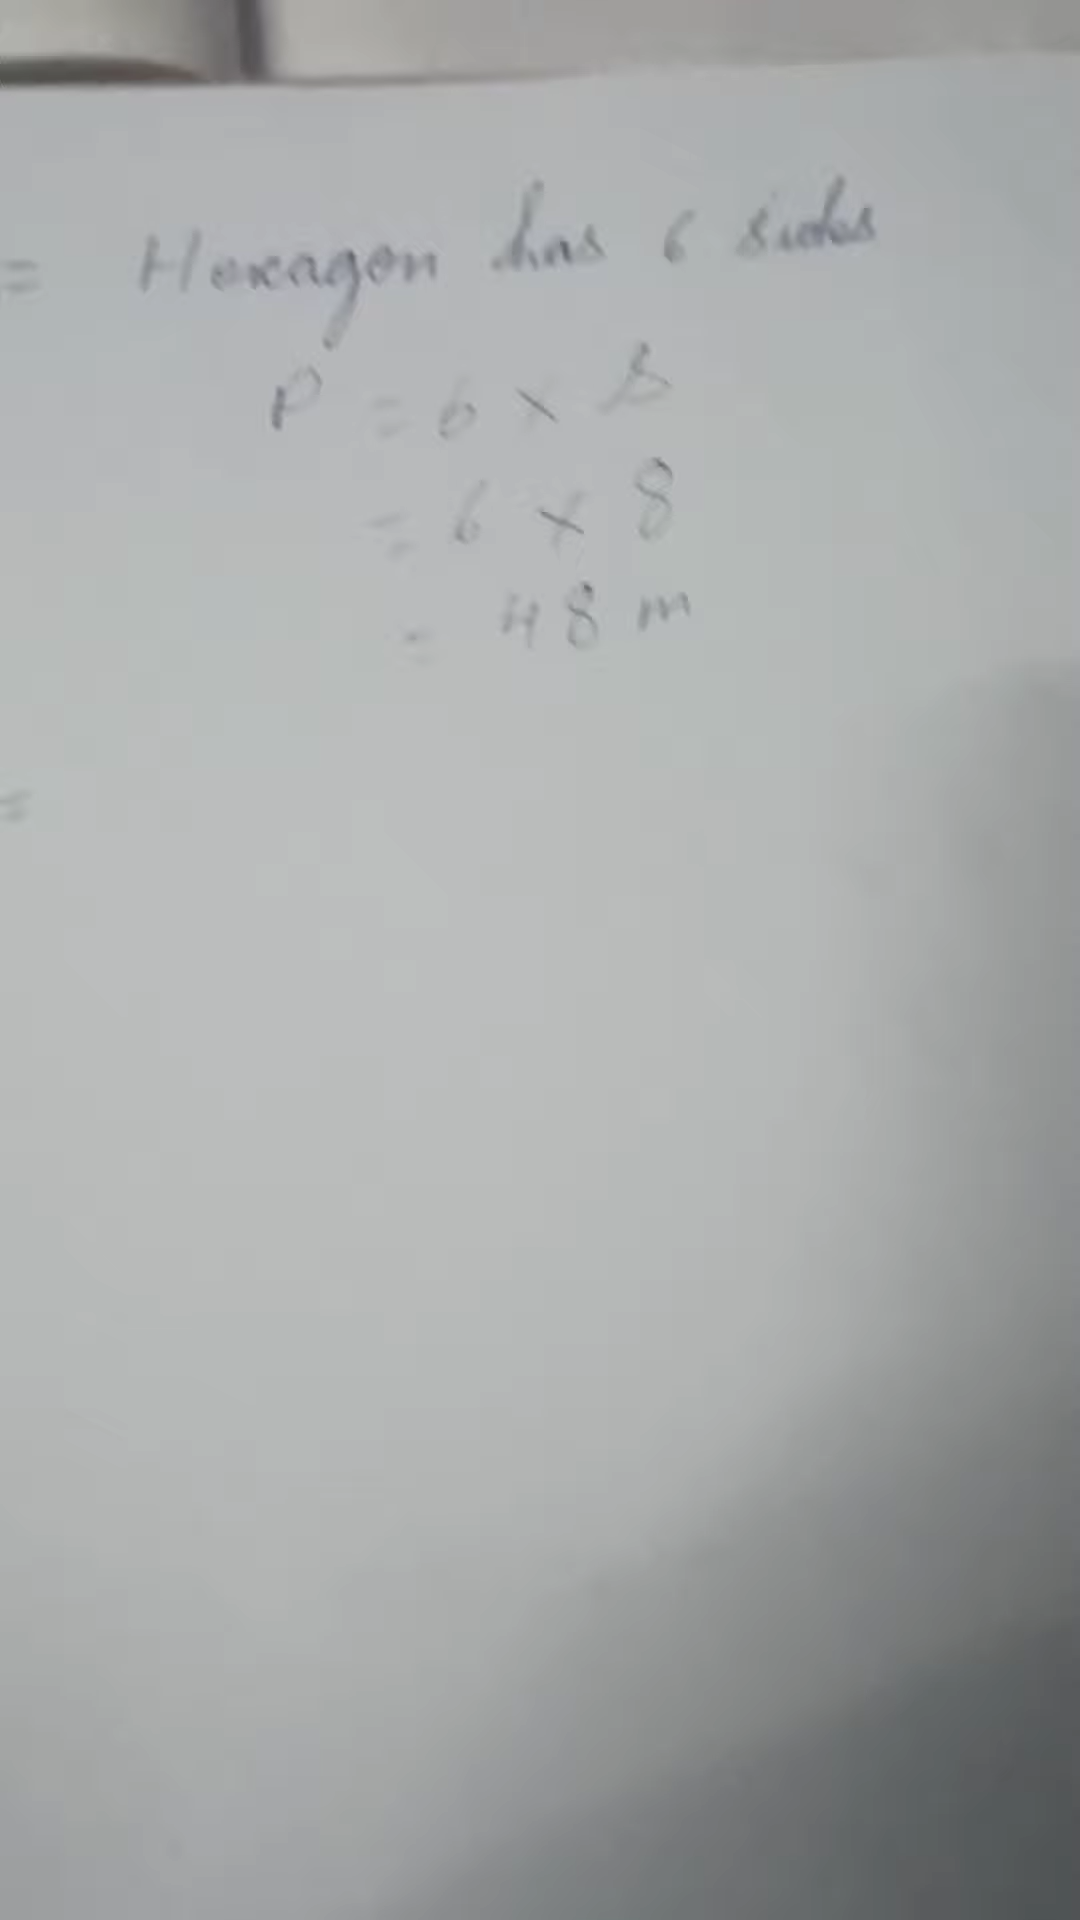 = Hexagon has 6 sides
P = 6 × s
= 6 × 8
= 48 m
=